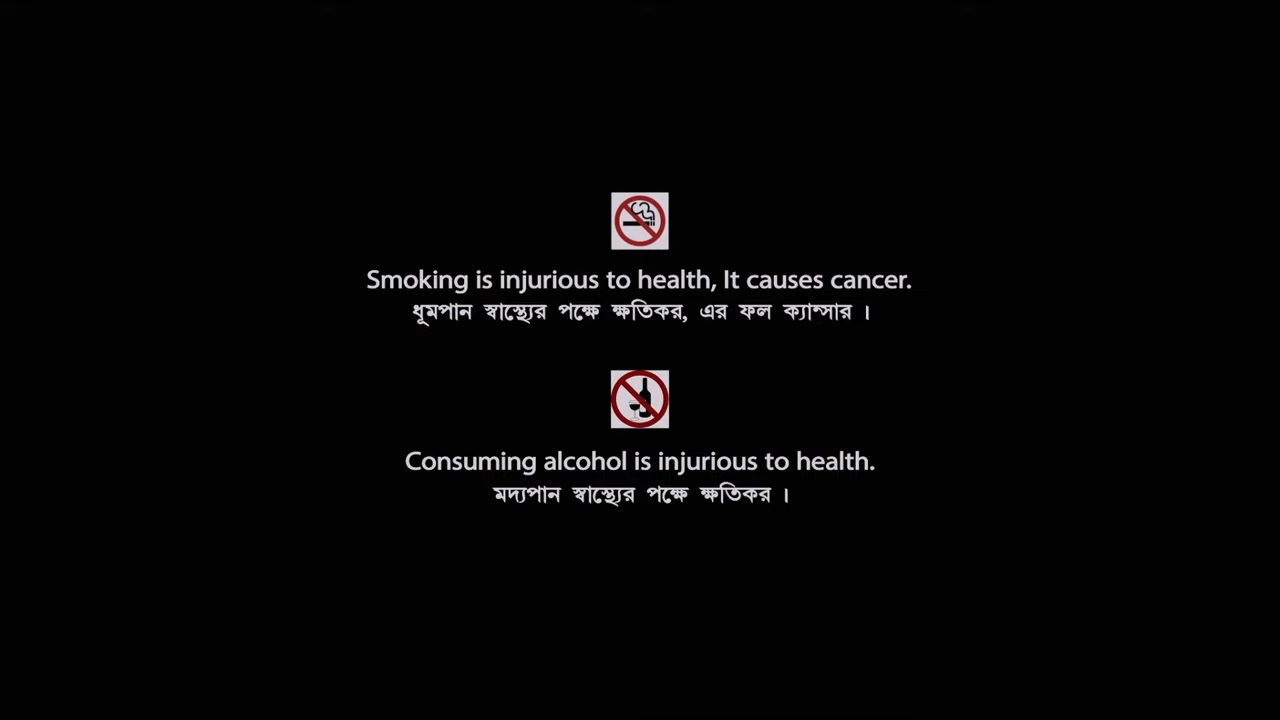 Smoking is injurious to health, It causes cancer.
ধূমপান স্বাস্থ্যের পক্ষে ক্ষতিকর, এর ফল ক্যান্সার ।
Consuming alcohol is injurious to health.
মদ্যপান স্বাস্থ্যের পক্ষে ক্ষতিকর ।